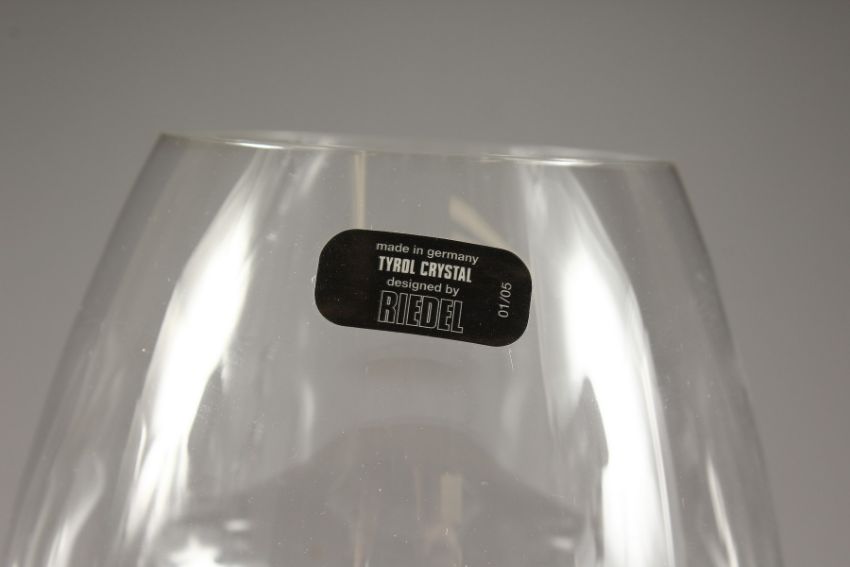 made in germany
TYROL CRYSTAL
designed by
RIEDEL
01/05